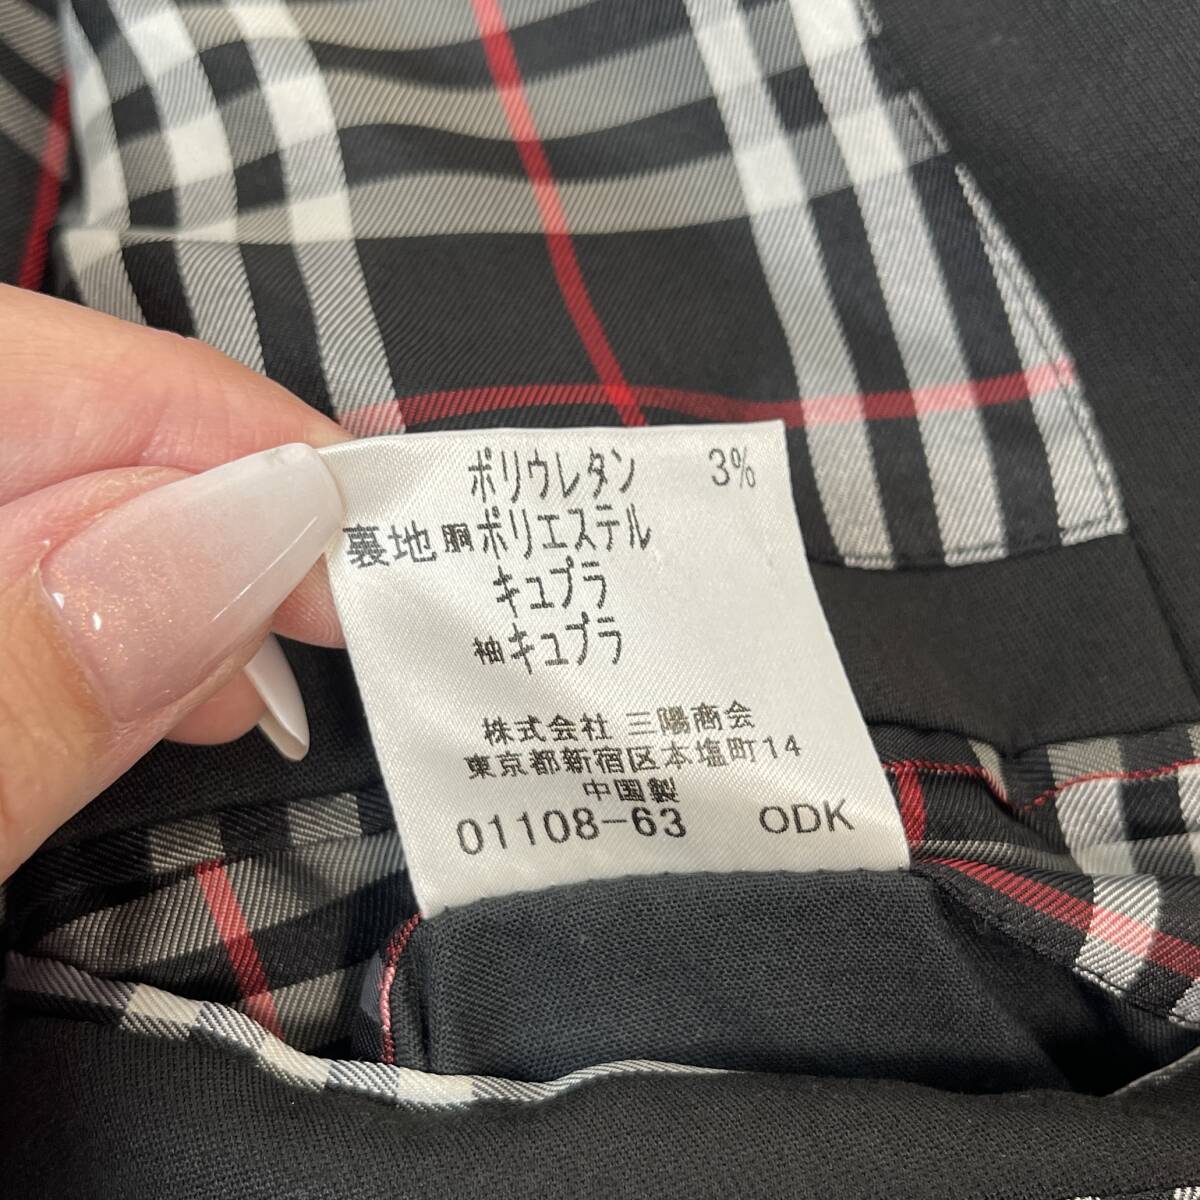 ポリウレタン 3%
裏地 胴ポリエステル
キュプラ
袖キュプラ
株式会社 三陽商会
東京都新宿区本塩町14
中国製
01108-63 ODK